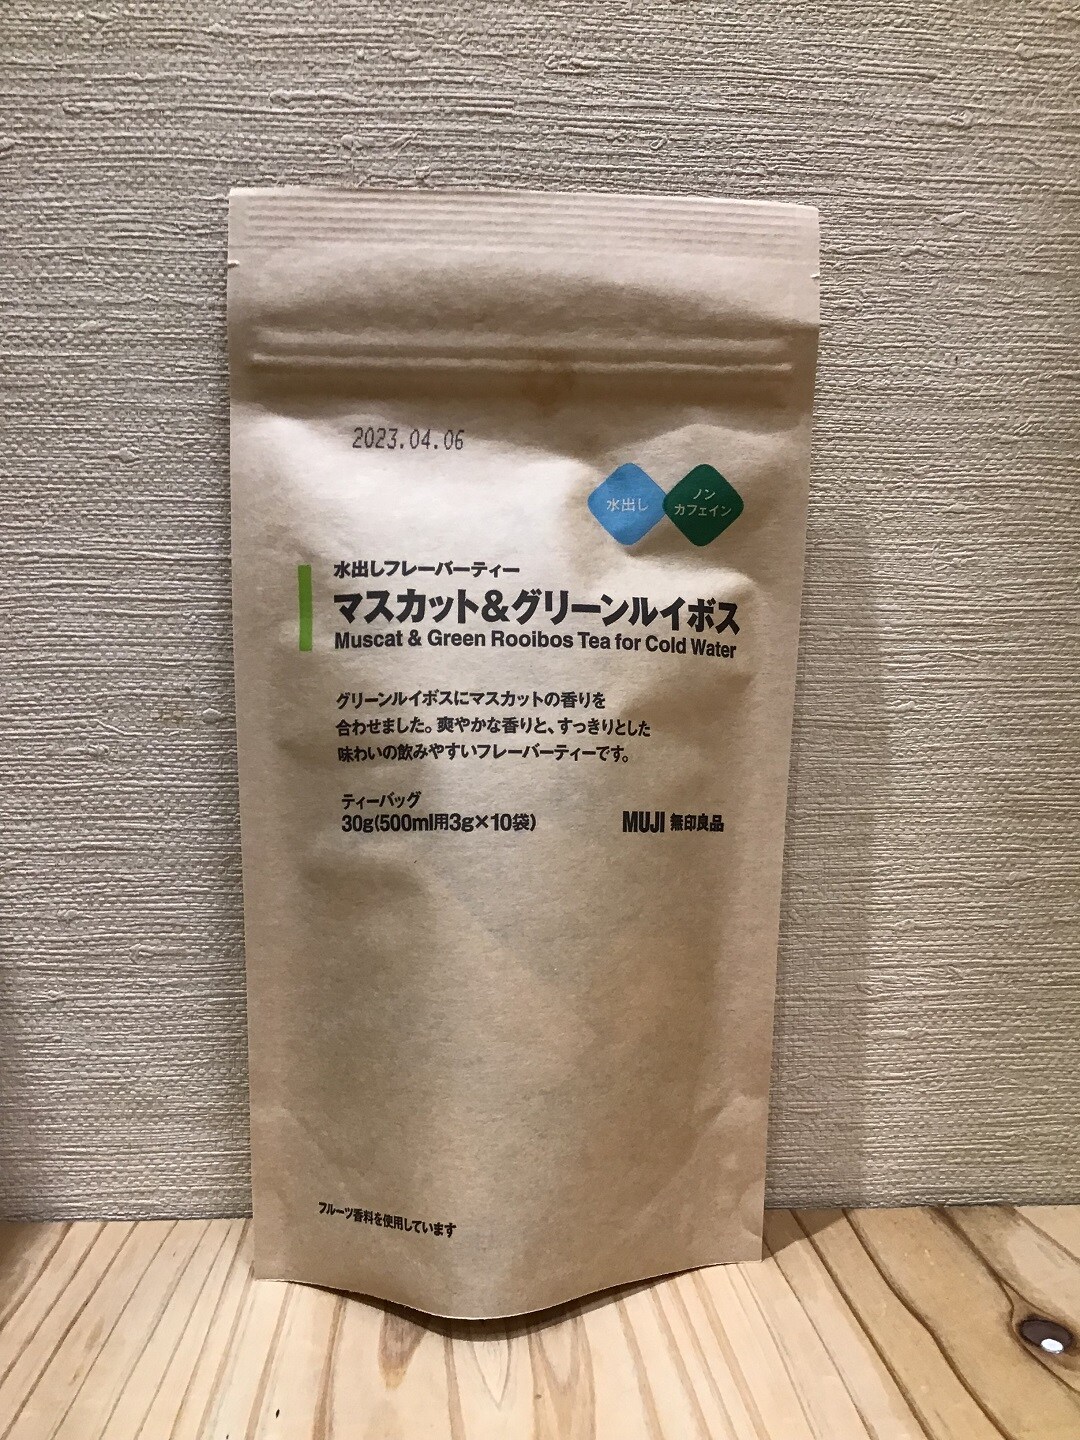 2023.04.06
水出し
ノン
カフェイン
水出しフレーバーティー
マスカット&グリーンルイボス
Muscat & Green Rooibos Tea for Cold Water
グリーンルイボスにマスカットの香りを
合わせました。爽やかな香りと、すっきりとした
味わいの飲みやすいフレーバーティーです。
ティーバッグ
30g(500ml用3g×10袋)
MUJI 無印良品
フルーツ香料を使用しています